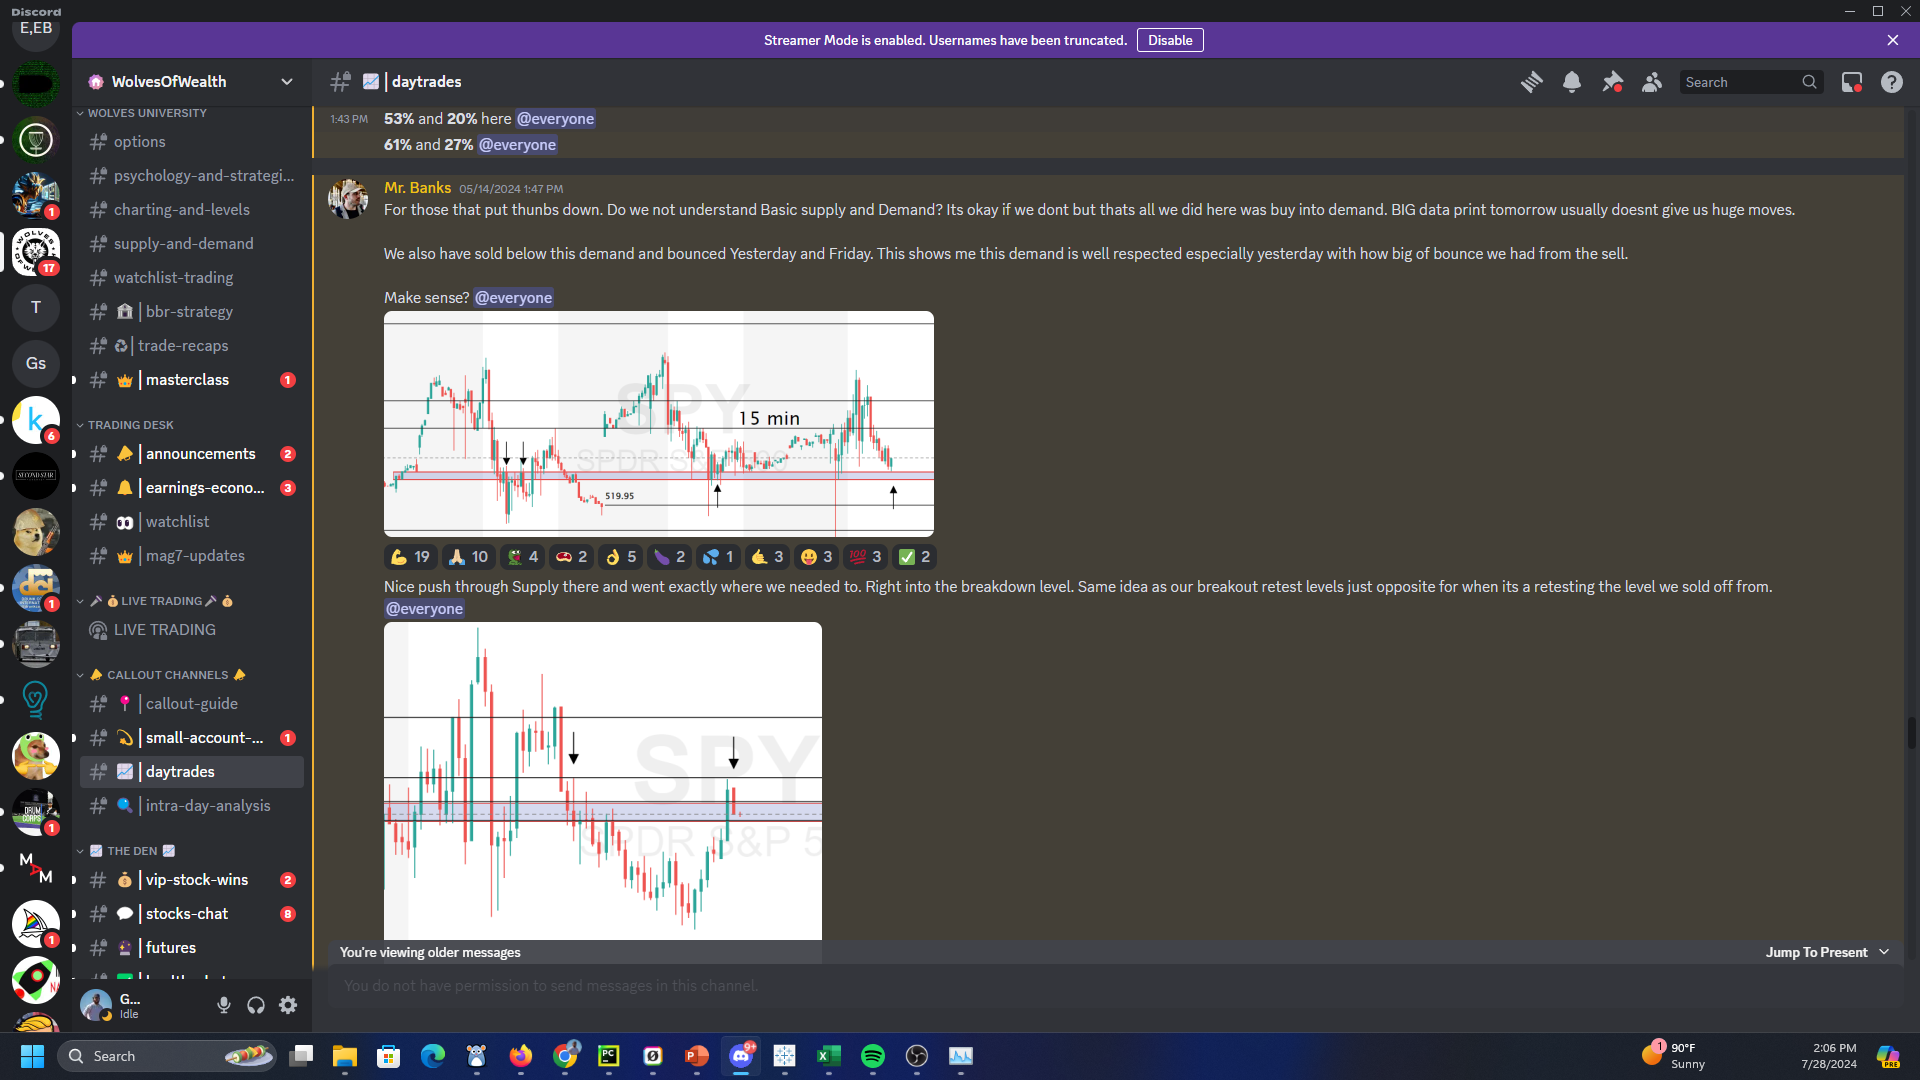 Discord
E,EB
Streamer Mode is enabled. Usernames have been truncated. Disable
WolvesOfWealth
| daytrades
Search
WOLVES UNIVERSITY
options
psychology-and-strategi...
charting-and-levels
1
supply-and-demand
17
watchlist-trading
T
| bbr-strategy
| trade-recaps
Gs
| masterclass 1
k
6
TRADING DESK
| announcements 2
SECOND STAR
| earnings-econo... 3
| watchlist
| mag7-updates
LIVE TRADING
1
LIVE TRADING
CALLOUT CHANNELS
| callout-guide
| small-account-... 1
| daytrades
| intra-day-analysis
DRUM CORPS
1
THE DEN
M A M
| vip-stock-wins 2
| stocks-chat 8
1
| futures
G...
Idle
1:43 PM 53% and 20% here @everyone
61% and 27% @everyone
Mr. Banks 05/14/2024 1:47 PM
For those that put thunbs down. Do we not understand Basic supply and Demand? Its okay if we dont but thats all we did here was buy into demand. BIG data print tomorrow usually doesnt give us huge moves.
We also have sold below this demand and bounced Yesterday and Friday. This shows me this demand is well respected especially yesterday with how big of bounce we had from the sell.
Make sense? @everyone
SPY
15 min
519.95
19 10 4 2 5 2 1 3 3 100 3 2
Nice push through Supply there and went exactly where we needed to. Right into the breakdown level. Same idea as our breakout retest levels just opposite for when its a retesting the level we sold off from.
@everyone
SPY
SPDR S&P 5
You're viewing older messages
Jump To Present
You do not have permission to send messages in this channel.
Search
PC
9+
1
90°F
Sunny
2:06 PM
7/28/2024
PRE